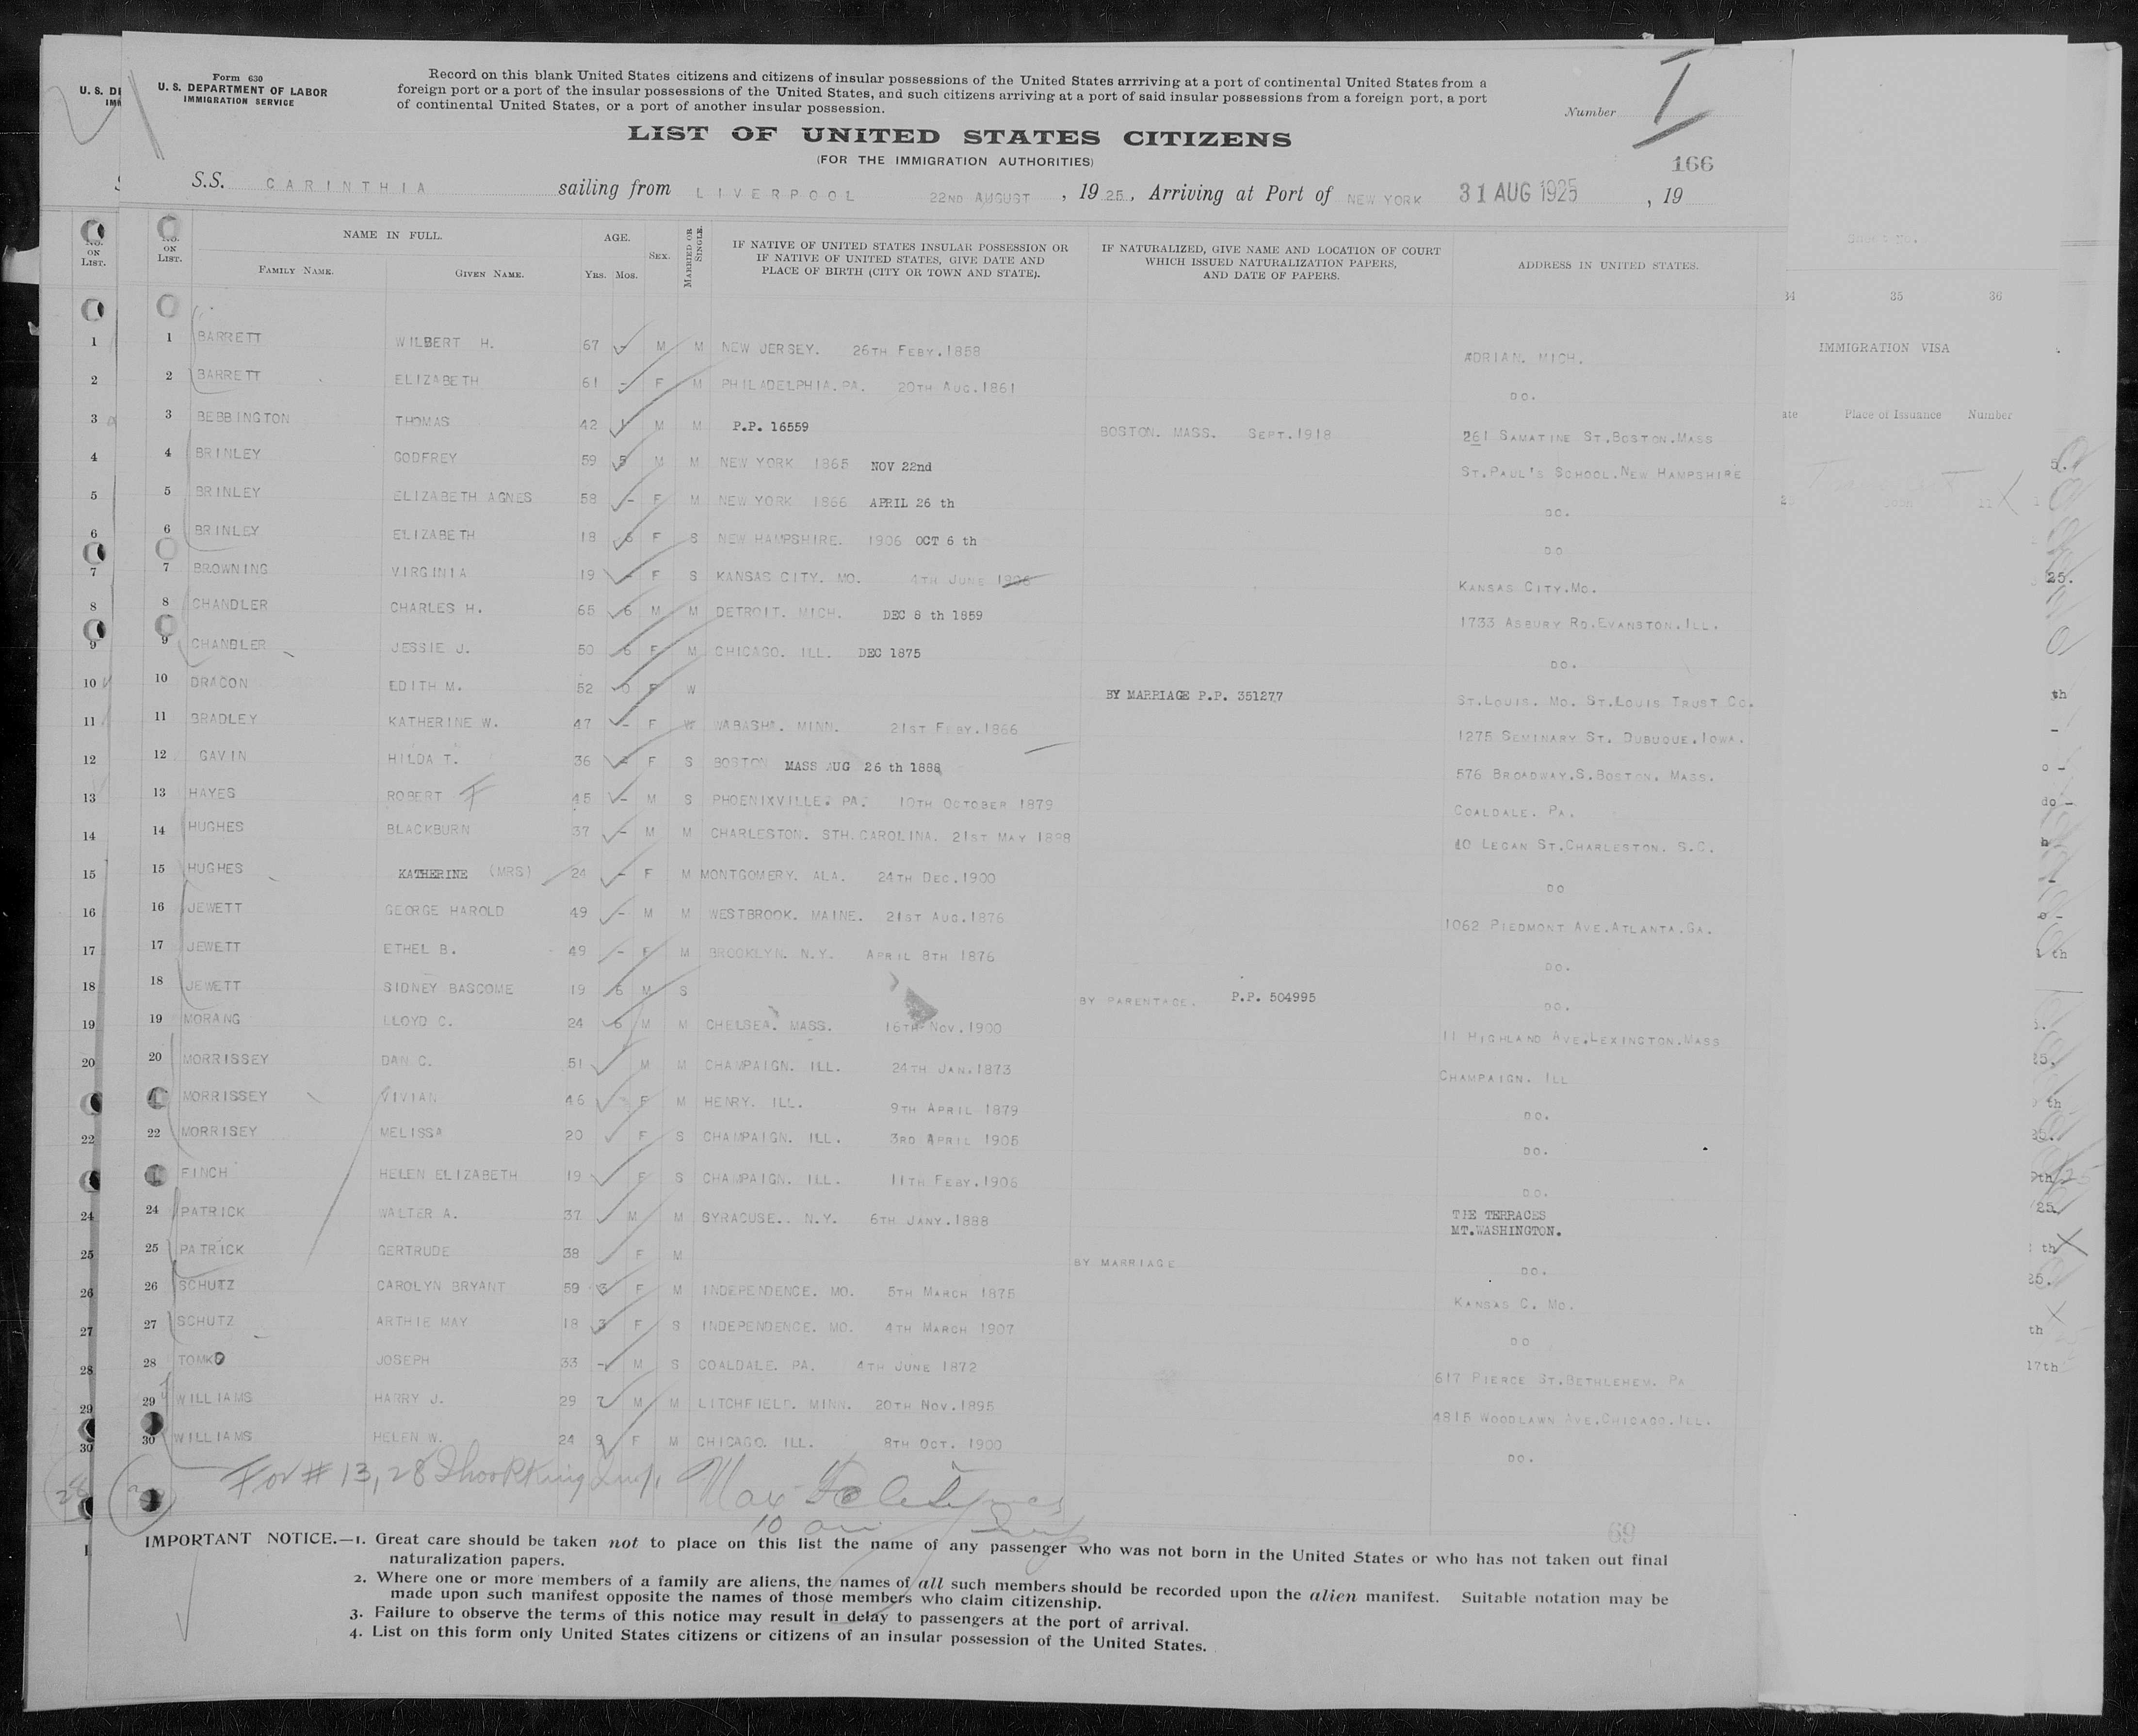 Form 630
U. S. DEPARTMENT OF LABOR
IMMIGRATION SERVICE
Record on this blank United States citizens and citizens of insular possessions of the United States arrriving at a port of continental United States from a
foreign port or a port of the insular possessions of the United States, and such citizens arriving at a port of said insular possessions from a foreign port, a port
of continental United States, or a port of another insular possession.
Number I
LIST OF UNITED STATES CITIZENS
(FOR THE IMMIGRATION AUTHORITIES)
166
S.S. CARINTHIA sailing from LIVERPOOL 22ND AUGUST, 1925., Arriving at Port of NEW YORK 31 AUG 1925, 19
NO. ON LIST. NAME IN FULL. FAMILY NAME. GIVEN NAME. AGE. Yrs. Mos. SEX. MARRIED OR SINGLE. IF NATIVE OF UNITED STATES INSULAR POSSESSION OR IF NATIVE OF UNITED STATES, GIVE DATE AND PLACE OF BIRTH (CITY OR TOWN AND STATE). IF NATURALIZED, GIVE NAME AND LOCATION OF COURT WHICH ISSUED NATURALIZATION PAPERS, AND DATE OF PAPERS. ADDRESS IN UNITED STATES.
1 BARRETT WILBERT H. 67 - M M NEW JERSEY. 26TH FEBY.1858 ADRIAN. MICH.
2 BARRETT ELIZABETH 61 - F M PHILADELPHIA.PA. 20TH AUG.1861 DO.
3 BEBBINGTON THOMAS 42 M M P.P. 16559 BOSTON. MASS. SEPT.1918 261 SAMATINE ST.BOSTON.MASS
4 BRINLEY GODFREY 59 M M NEW YORK 1865 NOV 22nd ST.PAUL'S SCHOOL.NEW HAMPSHIRE
5 BRINLEY ELIZABETH AGNES 58 - F M NEW YORK 1866 APRIL 26 th DO.
6 BRINLEY ELIZABETH 18 6 F S NEW HAMPSHIRE. 1906 OCT 6 th DO
7 BROWNING VIRGINIA 19 - F S KANSAS CITY. MO. 4TH JUNE 1906 KANSAS CITY.MO.
8 CHANDLER CHARLES H. 65 6 M M DETROIT. MICH. DEC 8 th 1859 1733 ASBURY RD.EVANSTON.ILL.
9 CHANDLER JESSIE J. 50 6 F M CHICAGO. ILL. DEC 1875 DO.
10 DRACON EDITH M. 52 0 F W BY MARRIAGE P.P. 351277 ST.LOUIS. MO. ST.LOUIS TRUST CO.
11 BRADLEY KATHERINE W. 47 - F W WABASHA. MINN. 21ST FEBY.1866 1275 SEMINARY ST. DUBUQUE.IOWA.
12 GAVIN HILDA T. 36 F S BOSTON MASS AUG 26 th 1888 576 BROADWAY.S.BOSTON. MASS.
13 HAYES ROBERT F 45 - M S PHOENIXVILLE. PA. 10TH OCTOBER 1879 COALDALE. PA.
14 HUGHES BLACKBURN 37 - M M CHARLESTON. STH.CAROLINA. 21ST MAY 1888 10 LEGAN ST.CHARLESTON. S.C.
15 HUGHES KATHERINE (MRS) 24 - F M MONTGOMERY. ALA. 24TH DEC.1900 DO
16 JEWETT GEORGE HAROLD 49 - M M WESTBROOK. MAINE. 21ST AUG.1876 1062 PIEDMONT AVE.ATLANTA.GA.
17 JEWETT ETHEL B. 49 - F M BROOKLYN. N.Y. APRIL 8TH 1876 DO.
18 JEWETT SIDNEY BASCOME 19 6 M S BY PARENTAGE. P.P. 504995 DO.
19 MORANG LLOYD C. 24 6 M M CHELSEA. MASS. 16TH NOV.1900 11 HIGHLAND AVE.LEXINGTON.MASS
20 MORRISSEY DAN C. 51 M M CHAMPAIGN. ILL. 24TH JAN.1873 CHAMPAIGN. ILL
MORRISSEY VIVIAN 46 F M HENRY. ILL. 9TH APRIL 1879 DO.
22 MORRISEY MELISSA 20 F S CHAMPAIGN. ILL. 3RD APRIL 1905 DO.
FINCH HELEN ELIZABETH 19 F S CHAMPAIGN. ILL. 11TH FEBY.1906 DO.
24 PATRICK WALTER A. 37 M M SYRACUSE.. N.Y. 6TH JANY.1888 THE TERRACES MT.WASHINGTON.
25 PATRICK GERTRUDE 38 F M BY MARRIAGE DO.
26 SCHUTZ CAROLYN BRYANT 59 3 F M INDEPENDENCE. MO. 5TH MARCH 1875 KANSAS C. MO.
27 SCHUTZ ARTHIE MAY 18 3 F S INDEPENDENCE. MO. 4TH MARCH 1907 DO
28 TOMKO JOSEPH 33 - M S COALDALE. PA. 4TH JUNE 1872 617 PIERCE ST.BETHLEHEM. PA
29 WILLIAMS HARRY J. 29 M M LITCHFIELD. MINN. 20TH NOV.1895 4815 WOODLAWN AVE.CHICAGO.ILL.
30 WILLIAMS HELEN W. 24 9 F M CHICAGO. ILL. 8TH OCT. 1900 DO.
For # 13, 28
69
IMPORTANT NOTICE.—1. Great care should be taken not to place on this list the name of any passenger who was not born in the United States or who has not taken out final
naturalization papers.
2. Where one or more members of a family are aliens, the names of all such members should be recorded upon the alien manifest. Suitable notation may be
made upon such manifest opposite the names of those members who claim citizenship.
3. Failure to observe the terms of this notice may result in delay to passengers at the port of arrival.
4. List on this form only United States citizens or citizens of an insular possession of the United States.
34 35 36
IMMIGRATION VISA
Place of Issuance Number